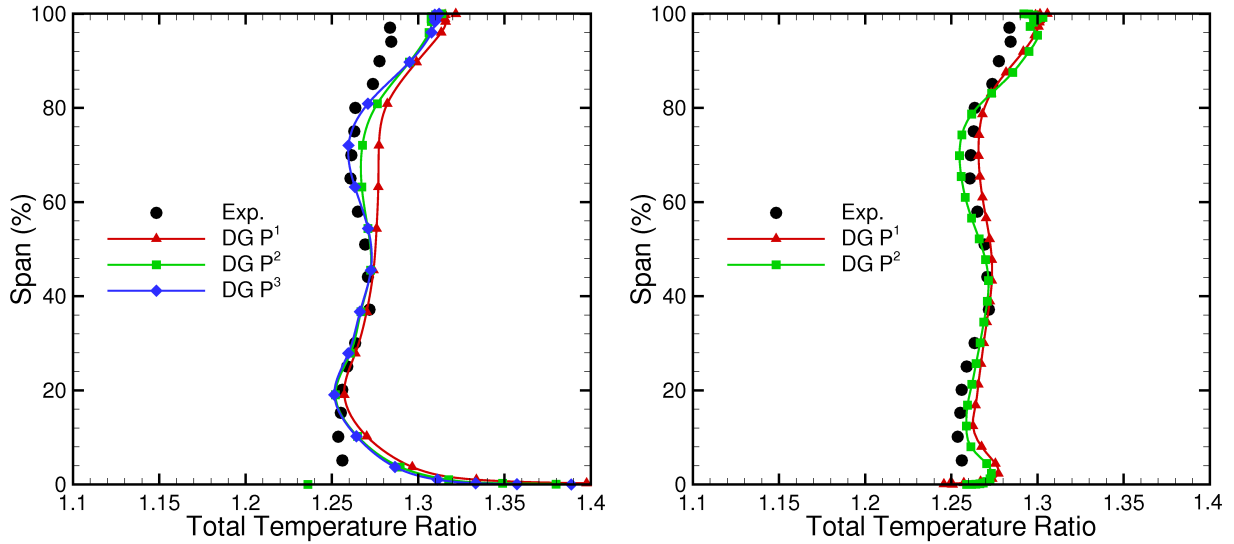 100
80
60
40
20
0
Span (%)
Exp.
DG P¹
DG P²
DG P³
1.1
1.15
1.2
1.25
1.3
1.35
1.4
Total Temperature Ratio
100
80
60
40
20
0
Span (%)
Exp.
DG P¹
DG P²
1.1
1.15
1.2
1.25
1.3
1.35
1.4
Total Temperature Ratio